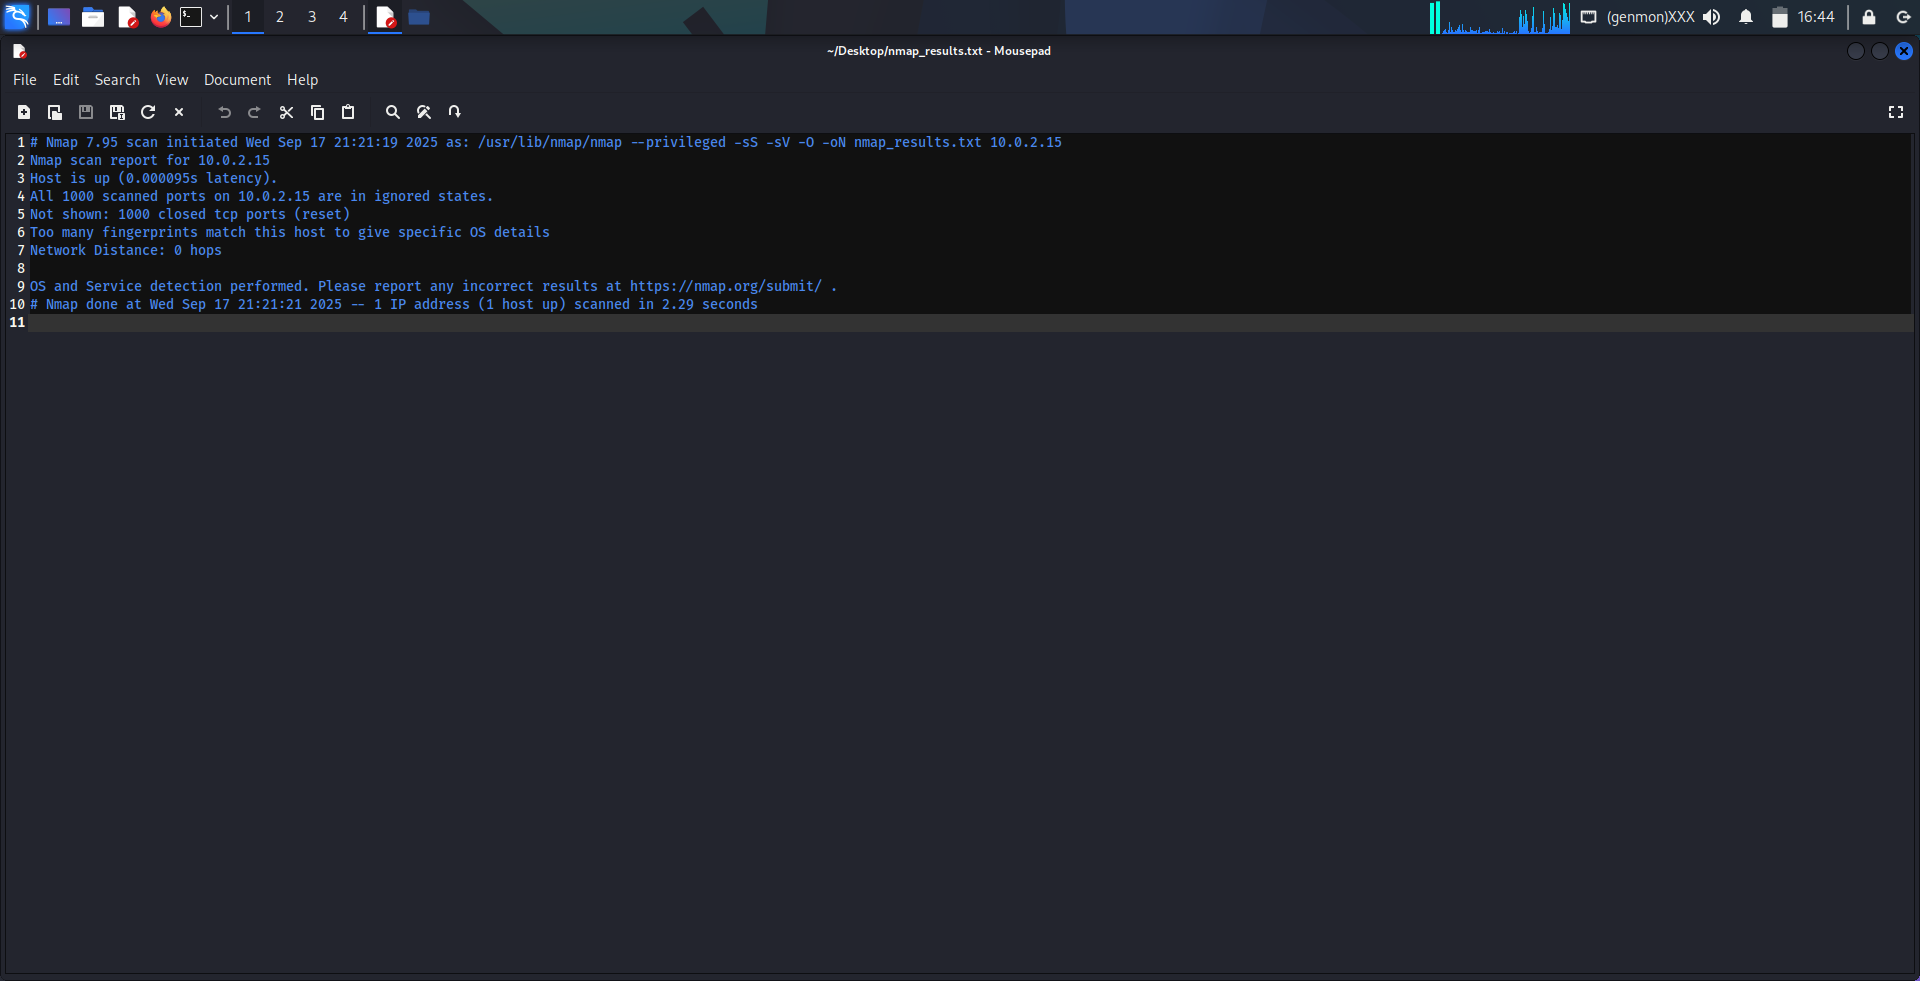 1 2 3 4 (genmon)XXX 16:44
~/Desktop/nmap_results.txt - Mousepad
File Edit Search View Document Help
1 # Nmap 7.95 scan initiated Wed Sep 17 21:21:19 2025 as: /usr/lib/nmap/nmap --privileged -sS -sV -O -oN nmap_results.txt 10.0.2.15
2 Nmap scan report for 10.0.2.15
3 Host is up (0.000095s latency).
4 All 1000 scanned ports on 10.0.2.15 are in ignored states.
5 Not shown: 1000 closed tcp ports (reset)
6 Too many fingerprints match this host to give specific OS details
7 Network Distance: 0 hops
8
9 OS and Service detection performed. Please report any incorrect results at https://nmap.org/submit/ .
10 # Nmap done at Wed Sep 17 21:21:21 2025 -- 1 IP address (1 host up) scanned in 2.29 seconds
11